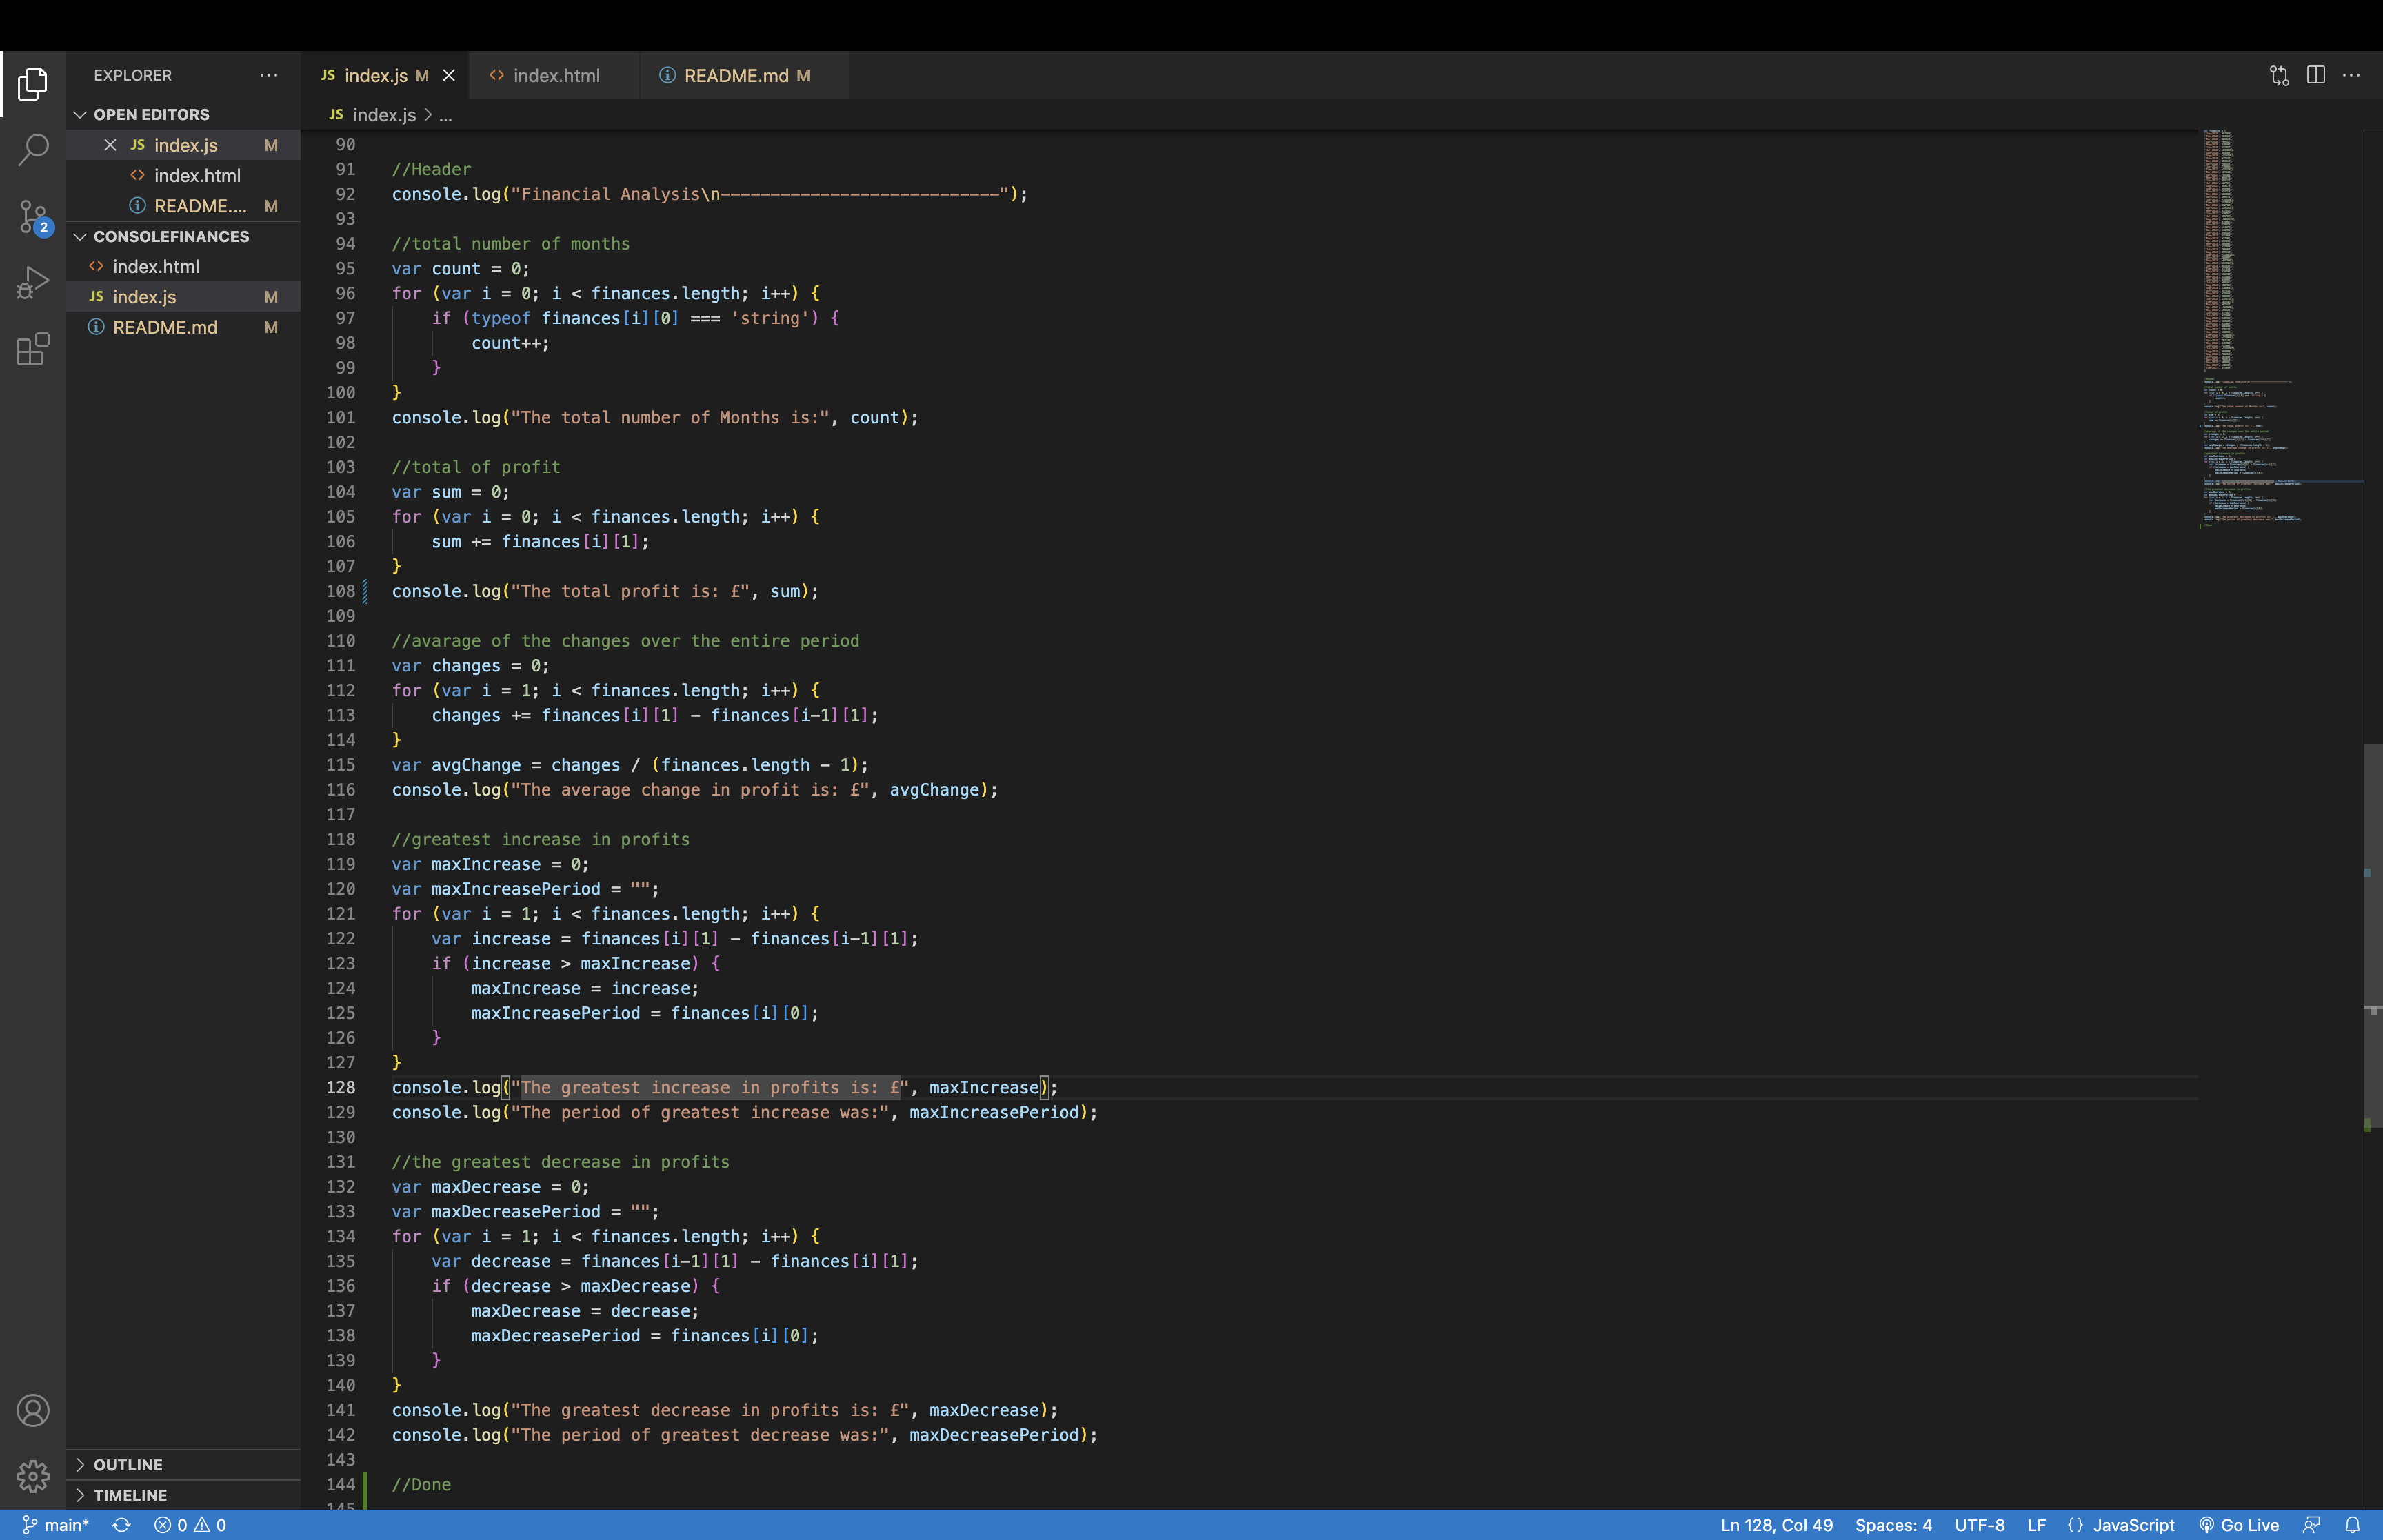 EXPLORER
OPEN EDITORS
JS index.js M
<> index.html
README.... M
CONSOLEFINANCES
<> index.html
JS index.js M
README.md M
OUTLINE
TIMELINE
2
JS index.js M
<> index.html
README.md M
JS index.js > ...
90
91 //Header
92 console.log("Financial Analysis\n----------------------------");
93
94 //total number of months
95 var count = 0;
96 for (var i = 0; i < finances.length; i++) {
97 if (typeof finances[i][0] === 'string') {
98 count++;
99 }
100 }
101 console.log("The total number of Months is:", count);
102
103 //total of profit
104 var sum = 0;
105 for (var i = 0; i < finances.length; i++) {
106 sum += finances[i][1];
107 }
108 console.log("The total profit is: £", sum);
109
110 //avarage of the changes over the entire period
111 var changes = 0;
112 for (var i = 1; i < finances.length; i++) {
113 changes += finances[i][1] - finances[i-1][1];
114 }
115 var avgChange = changes / (finances.length - 1);
116 console.log("The average change in profit is: £", avgChange);
117
118 //greatest increase in profits
119 var maxIncrease = 0;
120 var maxIncreasePeriod = "";
121 for (var i = 1; i < finances.length; i++) {
122 var increase = finances[i][1] - finances[i-1][1];
123 if (increase > maxIncrease) {
124 maxIncrease = increase;
125 maxIncreasePeriod = finances[i][0];
126 }
127 }
128 console.log("The greatest increase in profits is: £", maxIncrease);
129 console.log("The period of greatest increase was:", maxIncreasePeriod);
130
131 //the greatest decrease in profits
132 var maxDecrease = 0;
133 var maxDecreasePeriod = "";
134 for (var i = 1; i < finances.length; i++) {
135 var decrease = finances[i-1][1] - finances[i][1];
136 if (decrease > maxDecrease) {
137 maxDecrease = decrease;
138 maxDecreasePeriod = finances[i][0];
139 }
140 }
141 console.log("The greatest decrease in profits is: £", maxDecrease);
142 console.log("The period of greatest decrease was:", maxDecreasePeriod);
143
144 //Done
145
main* 0 0 Ln 128, Col 49 Spaces: 4 UTF-8 LF {} JavaScript Go Live